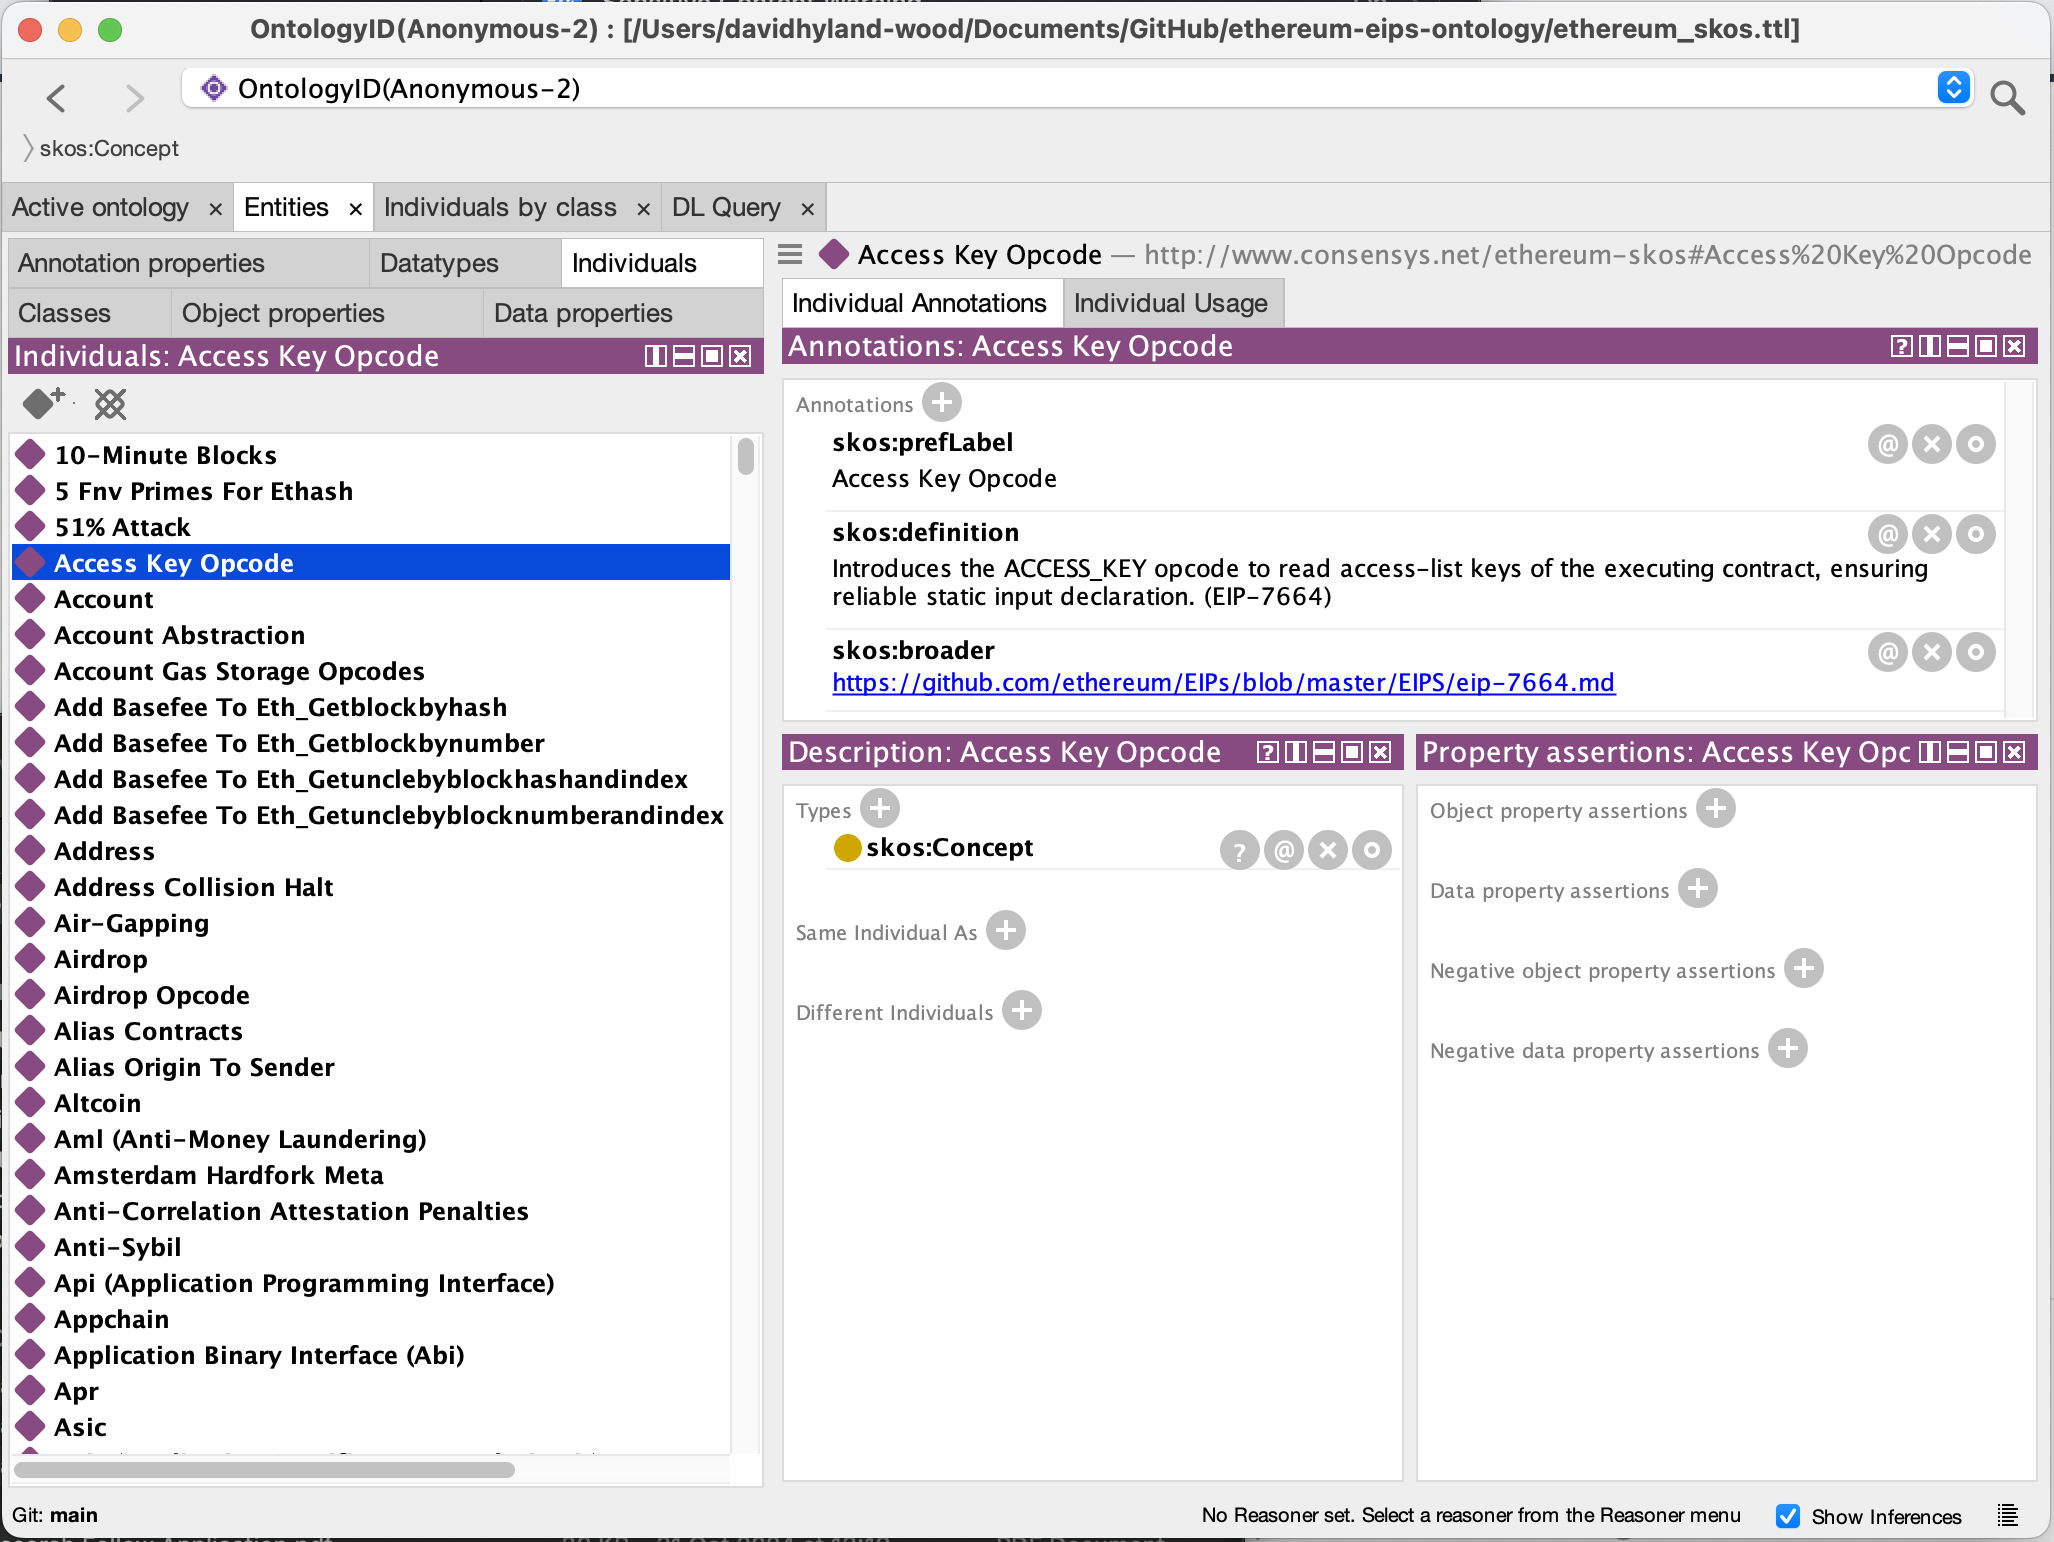 OntologyID(Anonymous-2) : [/Users/davidhyland-wood/Documents/GitHub/ethereum-eips-ontology/ethereum_skos.ttl]
OntologyID(Anonymous-2)
skos:Concept
Active ontology × Entities × Individuals by class × DL Query ×
Annotation properties Datatypes Individuals
Classes Object properties Data properties
Individuals: Access Key Opcode
10-Minute Blocks
5 Fnv Primes For Ethash
51% Attack
Access Key Opcode
Account
Account Abstraction
Account Gas Storage Opcodes
Add Basefee To Eth_Getblockbyhash
Add Basefee To Eth_Getblockbynumber
Add Basefee To Eth_Getunclebyblockhashandindex
Add Basefee To Eth_Getunclebyblocknumberandindex
Address
Address Collision Halt
Air-Gapping
Airdrop
Airdrop Opcode
Alias Contracts
Alias Origin To Sender
Altcoin
Aml (Anti-Money Laundering)
Amsterdam Hardfork Meta
Anti-Correlation Attestation Penalties
Anti-Sybil
Api (Application Programming Interface)
Appchain
Application Binary Interface (Abi)
Apr
Asic
Access Key Opcode — http://www.consensys.net/ethereum-skos#Access%20Key%20Opcode
Individual Annotations Individual Usage
Annotations: Access Key Opcode
Annotations
skos:prefLabel
Access Key Opcode
skos:definition
Introduces the ACCESS_KEY opcode to read access-list keys of the executing contract, ensuring
reliable static input declaration. (EIP-7664)
skos:broader
https://github.com/ethereum/EIPs/blob/master/EIPS/eip-7664.md
Description: Access Key Opcode
Types
skos:Concept
Same Individual As
Different Individuals
Property assertions: Access Key Opc
Object property assertions
Data property assertions
Negative object property assertions
Negative data property assertions
Git: main
No Reasoner set. Select a reasoner from the Reasoner menu
Show Inferences